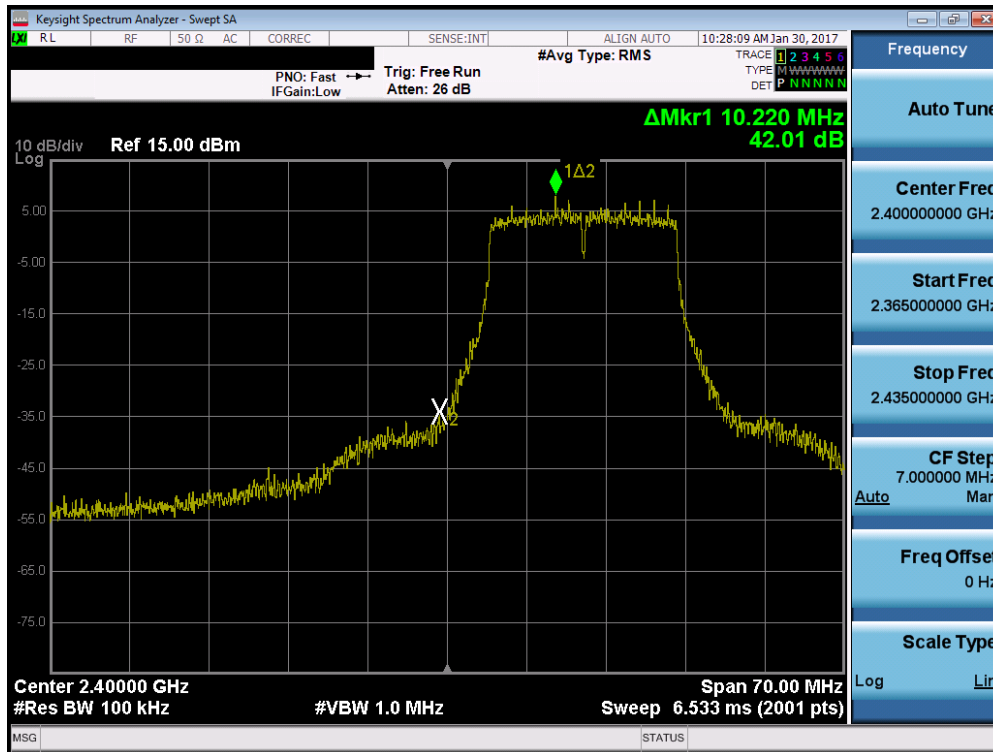 Keysight Spectrum Analyzer - Swept SA
LXI RL RF 50 Ω AC CORREC SENSE:INT ALIGN AUTO 10:28:09 AM Jan 30, 2017
PNO: Fast
IFGain:Low
Trig: Free Run
Atten: 26 dB
#Avg Type: RMS
TRACE 1 2 3 4 5 6
TYPE M WWWWW
DET P N N N N N
ΔMkr1 10.220 MHz
42.01 dB
10 dB/div Ref 15.00 dBm
Log
1Δ2
5.00
-5.00
-15.0
-25.0
-35.0
X2
-45.0
-55.0
-65.0
-75.0
Center 2.40000 GHz Span 70.00 MHz
#Res BW 100 kHz #VBW 1.0 MHz Sweep 6.533 ms (2001 pts)
MSG STATUS
Frequency
Auto Tune
Center Freq
2.400000000 GHz
Start Freq
2.365000000 GHz
Stop Freq
2.435000000 GHz
CF Step
7.000000 MHz
Auto Man
Freq Offset
0 Hz
Scale Type
Log Lin